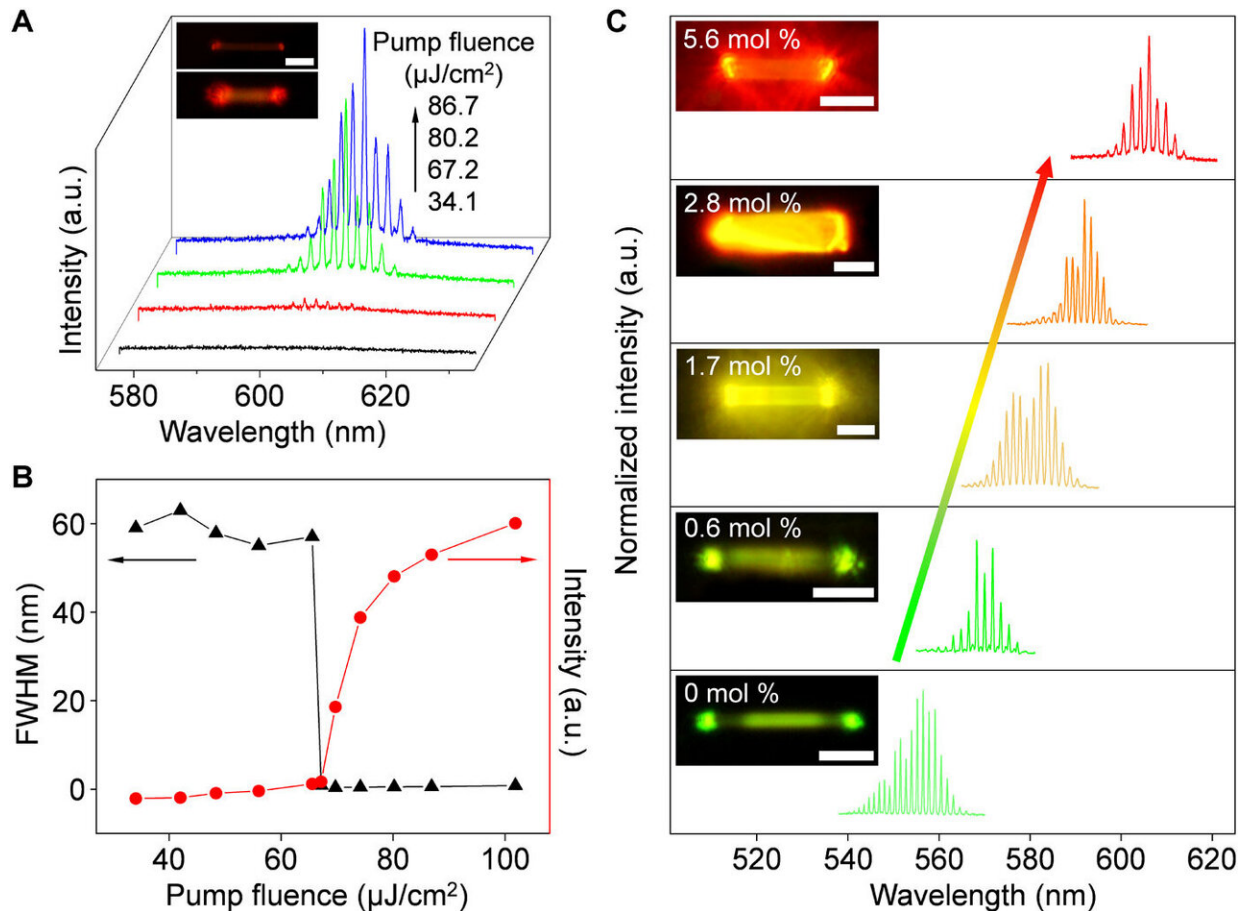 A
Pump fluence
(µJ/cm²)
86.7
80.2
67.2
34.1
Intensity (a.u.)
580
600
620
Wavelength (nm)
B
60
40
20
0
FWHM (nm)
Intensity (a.u.)
40
60
80
100
Pump fluence (µJ/cm²)
C
5.6 mol %
2.8 mol %
1.7 mol %
0.6 mol %
0 mol %
Normalized intensity (a.u.)
520
540
560
580
600
620
Wavelength (nm)